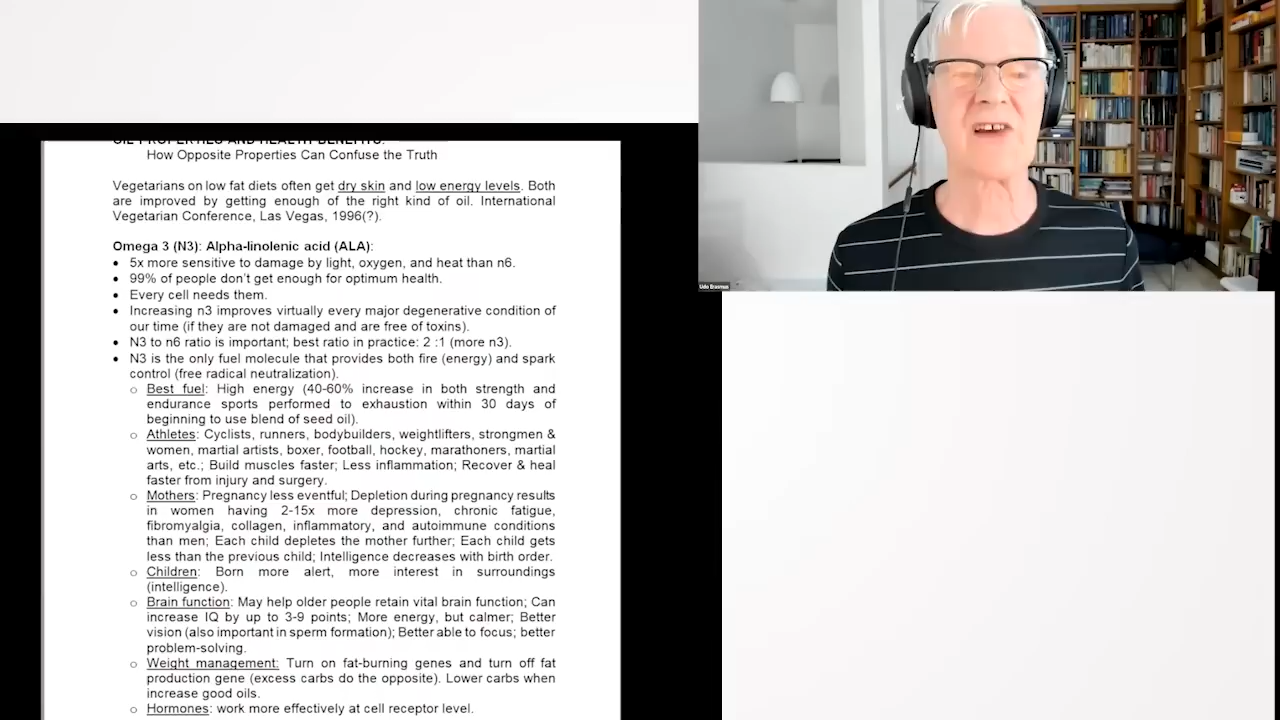 OIL PROPERTIES AND HEALTH BENEFITS:
How Opposite Properties Can Confuse the Truth
Vegetarians on low fat diets often get dry skin and low energy levels. Both
are improved by getting enough of the right kind of oil. International
Vegetarian Conference, Las Vegas, 1996(?).
Omega 3 (N3): Alpha-linolenic acid (ALA):
• 5x more sensitive to damage by light, oxygen, and heat than n6.
• 99% of people don't get enough for optimum health.
• Every cell needs them.
• Increasing n3 improves virtually every major degenerative condition of
our time (if they are not damaged and are free of toxins).
• N3 to n6 ratio is important; best ratio in practice: 2 :1 (more n3).
• N3 is the only fuel molecule that provides both fire (energy) and spark
control (free radical neutralization).
o Best fuel: High energy (40-60% increase in both strength and
endurance sports performed to exhaustion within 30 days of
beginning to use blend of seed oil).
o Athletes: Cyclists, runners, bodybuilders, weightlifters, strongmen &
women, martial artists, boxer, football, hockey, marathoners, martial
arts, etc.; Build muscles faster; Less inflammation; Recover & heal
faster from injury and surgery.
o Mothers: Pregnancy less eventful; Depletion during pregnancy results
in women having 2-15x more depression, chronic fatigue,
fibromyalgia, collagen, inflammatory, and autoimmune conditions
than men; Each child depletes the mother further; Each child gets
less than the previous child; Intelligence decreases with birth order.
o Children: Born more alert, more interest in surroundings
(intelligence).
o Brain function: May help older people retain vital brain function; Can
increase IQ by up to 3-9 points; More energy, but calmer; Better
vision (also important in sperm formation); Better able to focus; better
problem-solving.
o Weight management: Turn on fat-burning genes and turn off fat
production gene (excess carbs do the opposite). Lower carbs when
increase good oils.
o Hormones: work more effectively at cell receptor level.
Udo Erasmus